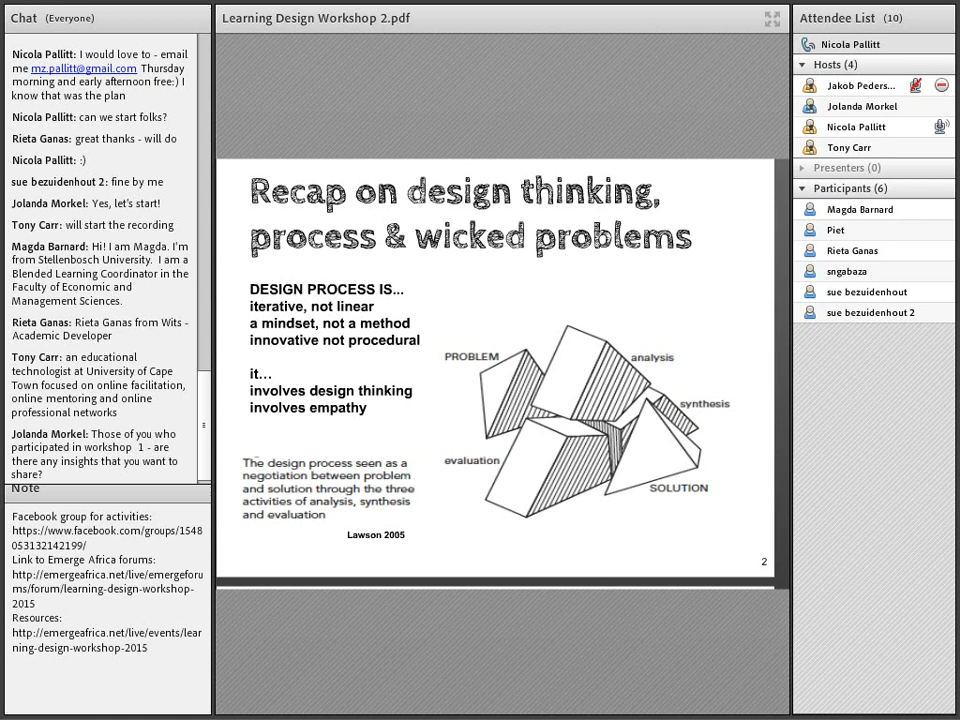 Chat (Everyone)
Nicola Pallitt: I would love to - email
me mz.pallitt@gmail.com Thursday
morning and early afternoon free:) I
know that was the plan
Nicola Pallitt: can we start folks?
Rieta Ganas: great thanks - will do
Nicola Pallitt: :)
sue bezuidenhout 2: fine by me
Jolanda Morkel: Yes, let's start!
Tony Carr: will start the recording
Magda Barnard: Hi! I am Magda. I'm
from Stellenbosch University. I am a
Blended Learning Coordinator in the
Faculty of Economic and
Management Sciences.
Rieta Ganas: Rieta Ganas from Wits -
Academic Developer
Tony Carr: an educational
technologist at University of Cape
Town focused on online facilitation,
online mentoring and online
professional networks
Jolanda Morkel: Those of you who
participated in workshop 1 - are
there any insights that you want to
share?
Note
Facebook group for activities:
https://www.facebook.com/groups/1548
053132142199/
Link to Emerge Africa forums:
http://emergeafrica.net/live/emergeforu
ms/forum/learning-design-workshop-
2015
Resources:
http://emergeafrica.net/live/events/lear
ning-design-workshop-2015
Learning Design Workshop 2.pdf
Recap on design thinking,
process & wicked problems
DESIGN PROCESS IS...
iterative, not linear
a mindset, not a method
innovative not procedural
it...
involves design thinking
involves empathy
The design process seen as a
negotiation between problem
and solution through the three
activities of analysis, synthesis
and evaluation
Lawson 2005
PROBLEM
analysis
synthesis
evaluation
SOLUTION
2
Attendee List (10)
Nicola Pallitt
Hosts (4)
Jakob Peders...
Jolanda Morkel
Nicola Pallitt
Tony Carr
Presenters (0)
Participants (6)
Magda Barnard
Piet
Rieta Ganas
sngabaza
sue bezuidenhout
sue bezuidenhout 2